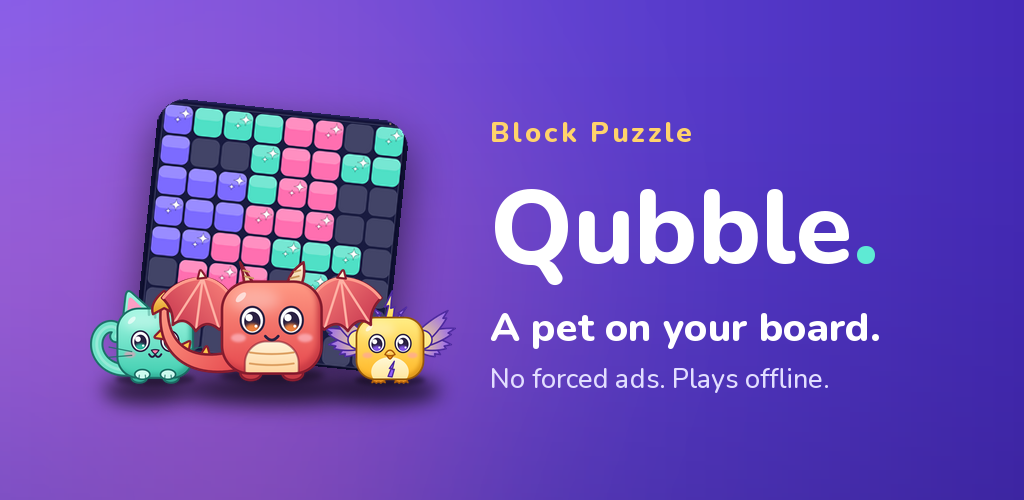 Block Puzzle
Qubble.
A pet on your board.
No forced ads. Plays offline.